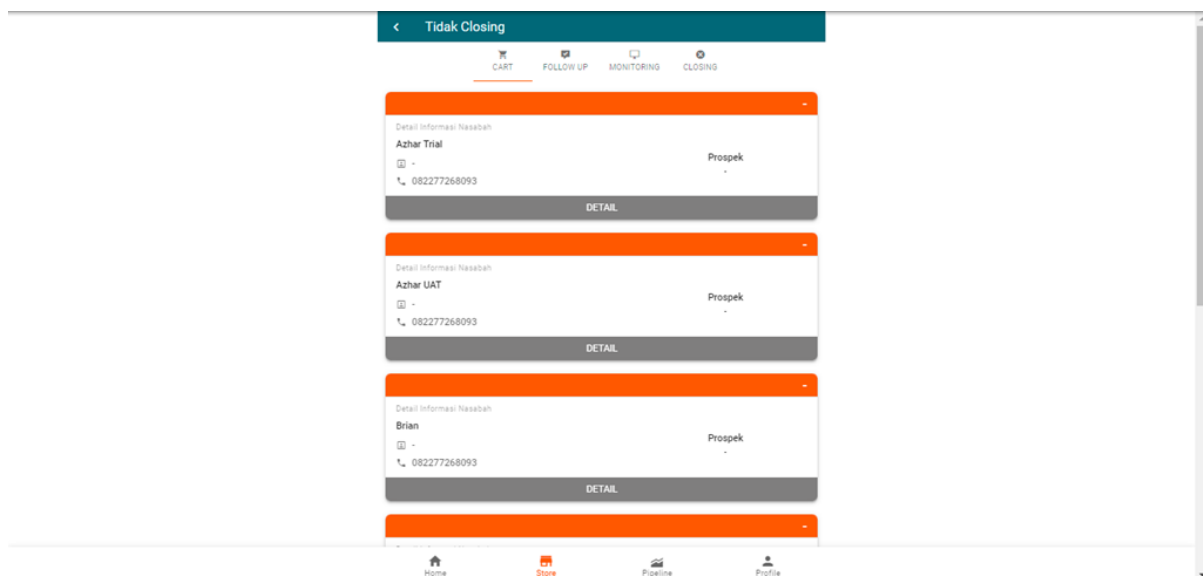 Tidak Closing
CART FOLLOW UP MONITORING CLOSING
-
Detail Informasi Nasabah
Azhar Trial
-
082277268093
Prospek
-
DETAIL
-
Detail Informasi Nasabah
Azhar UAT
-
082277268093
Prospek
-
DETAIL
-
Detail Informasi Nasabah
Brian
-
082277268093
Prospek
-
DETAIL
-
Home Store Pipeline Profile